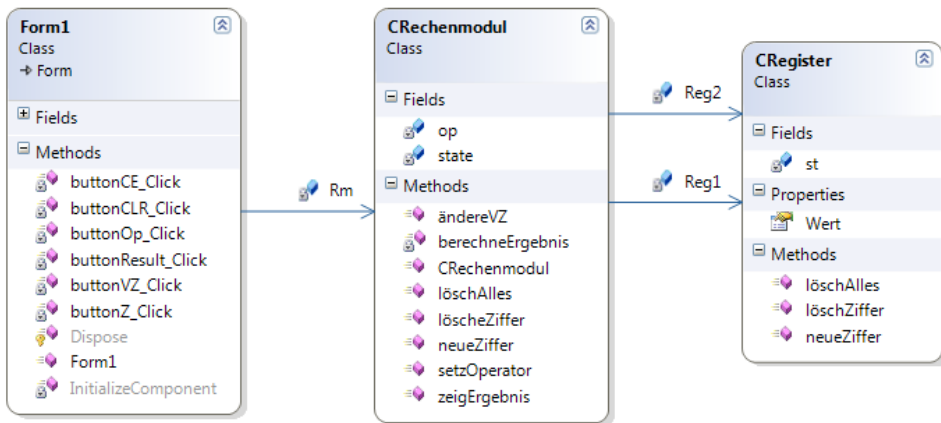 Form1
Class
Form
Fields
Methods
buttonCE_Click
buttonCLR_Click
buttonOp_Click
buttonResult_Click
buttonVZ_Click
buttonZ_Click
Dispose
Form1
InitializeComponent
Rm
CRechenmodul
Class
Fields
op
state
Methods
ändereVZ
berechneErgebnis
CRechenmodul
löschAlles
löscheZiffer
neueZiffer
setzOperator
zeigErgebnis
Reg2
Reg1
CRegister
Class
Fields
st
Properties
Wert
Methods
löschAlles
löschZiffer
neueZiffer